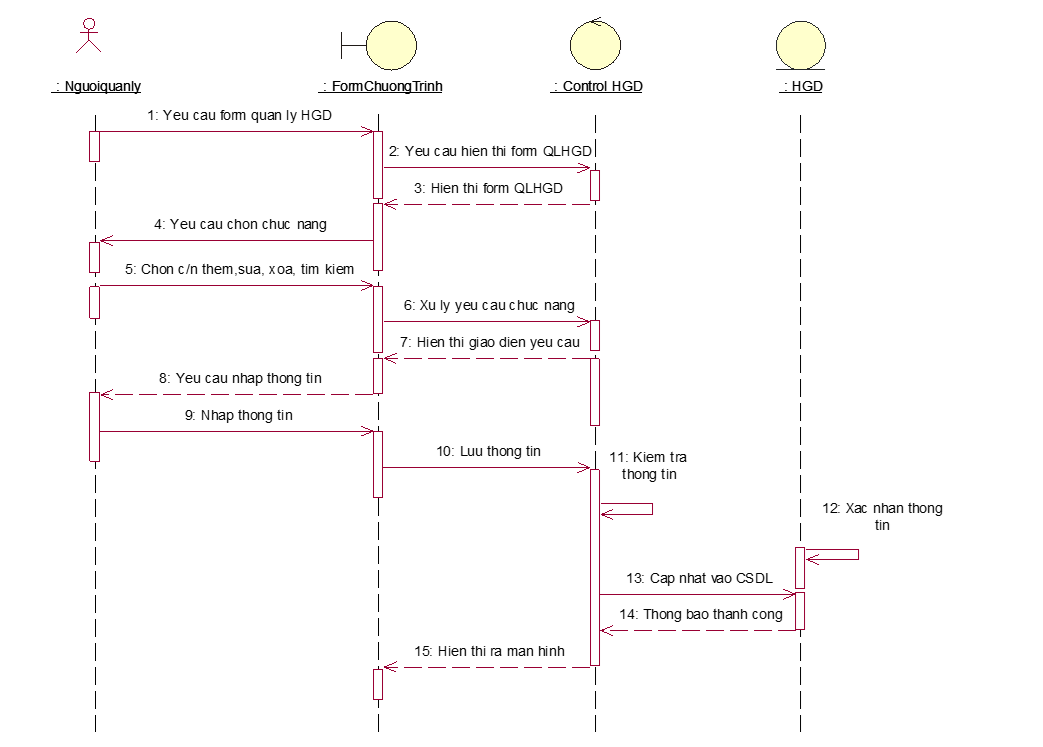 : Nguoiquanly
: FormChuongTrinh
: Control HGD
: HGD
1: Yeu cau form quan ly HGD
2: Yeu cau hien thi form QLHGD
3: Hien thi form QLHGD
4: Yeu cau chon chuc nang
5: Chon c/n them,sua, xoa, tim kiem
6: Xu ly yeu cau chuc nang
7: Hien thi giao dien yeu cau
8: Yeu cau nhap thong tin
9: Nhap thong tin
10: Luu thong tin
11: Kiem tra
thong tin
12: Xac nhan thong
tin
13: Cap nhat vao CSDL
14: Thong bao thanh cong
15: Hien thi ra man hinh